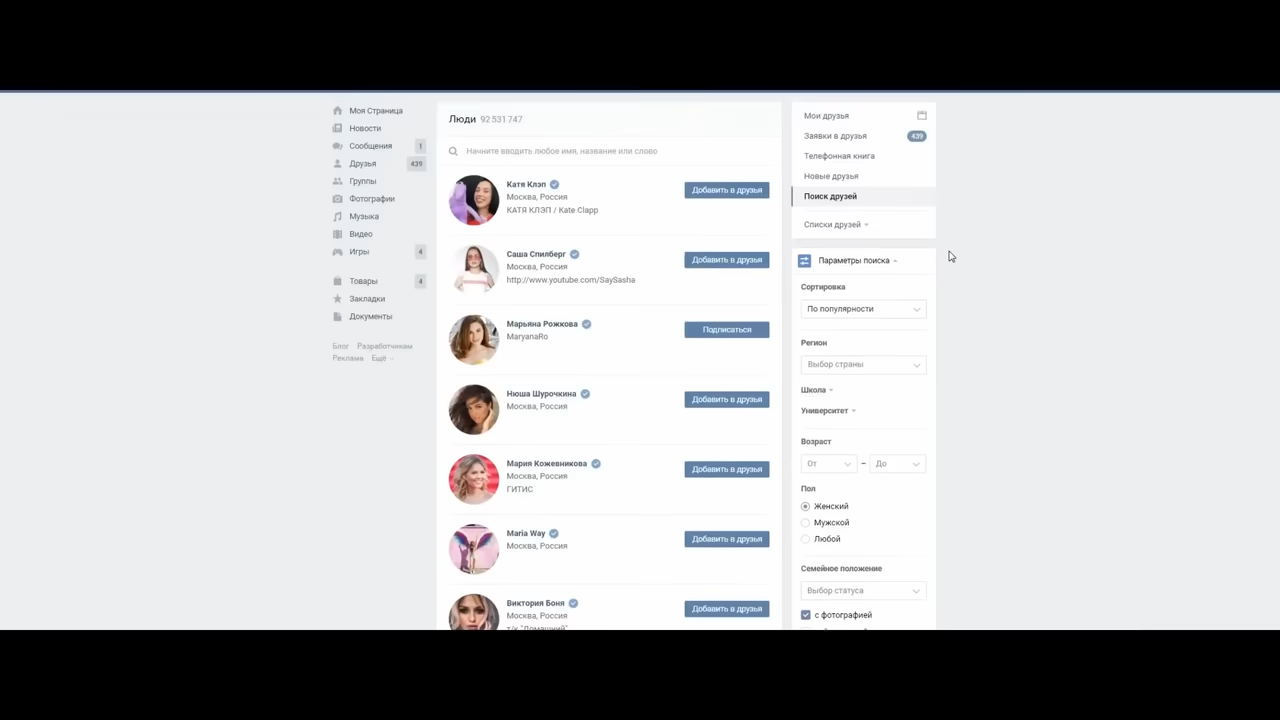 Моя Страница
Новости
Сообщения 1
Друзья 439
Группы
Фотографии
Музыка
Видео
Игры 4
Товары 4
Закладки
Документы
Блог Разработчикам
Реклама Ещё
Люди 92 531 747
Начните вводить любое имя, название или слово
Катя Клэп
Москва, Россия
КАТЯ КЛЭП / Kate Clapp
Добавить в друзья
Саша Спилберг
Москва, Россия
http://www.youtube.com/SaySasha
Добавить в друзья
Марьяна Рожкова
MaryanaRo
Подписаться
Нюша Шурочкина
Москва, Россия
Добавить в друзья
Мария Кожевникова
Москва, Россия
ГИТИС
Добавить в друзья
Maria Way
Москва, Россия
Добавить в друзья
Виктория Боня
Москва, Россия
т/к "Домашний"
Добавить в друзья
Мои друзья
Заявки в друзья 439
Телефонная книга
Новые друзья
Поиск друзей
Списки друзей
Параметры поиска
Сортировка
По популярности
Регион
Выбор страны
Школа
Университет
Возраст
От – До
Пол
Женский
Мужской
Любой
Семейное положение
Выбор статуса
с фотографией